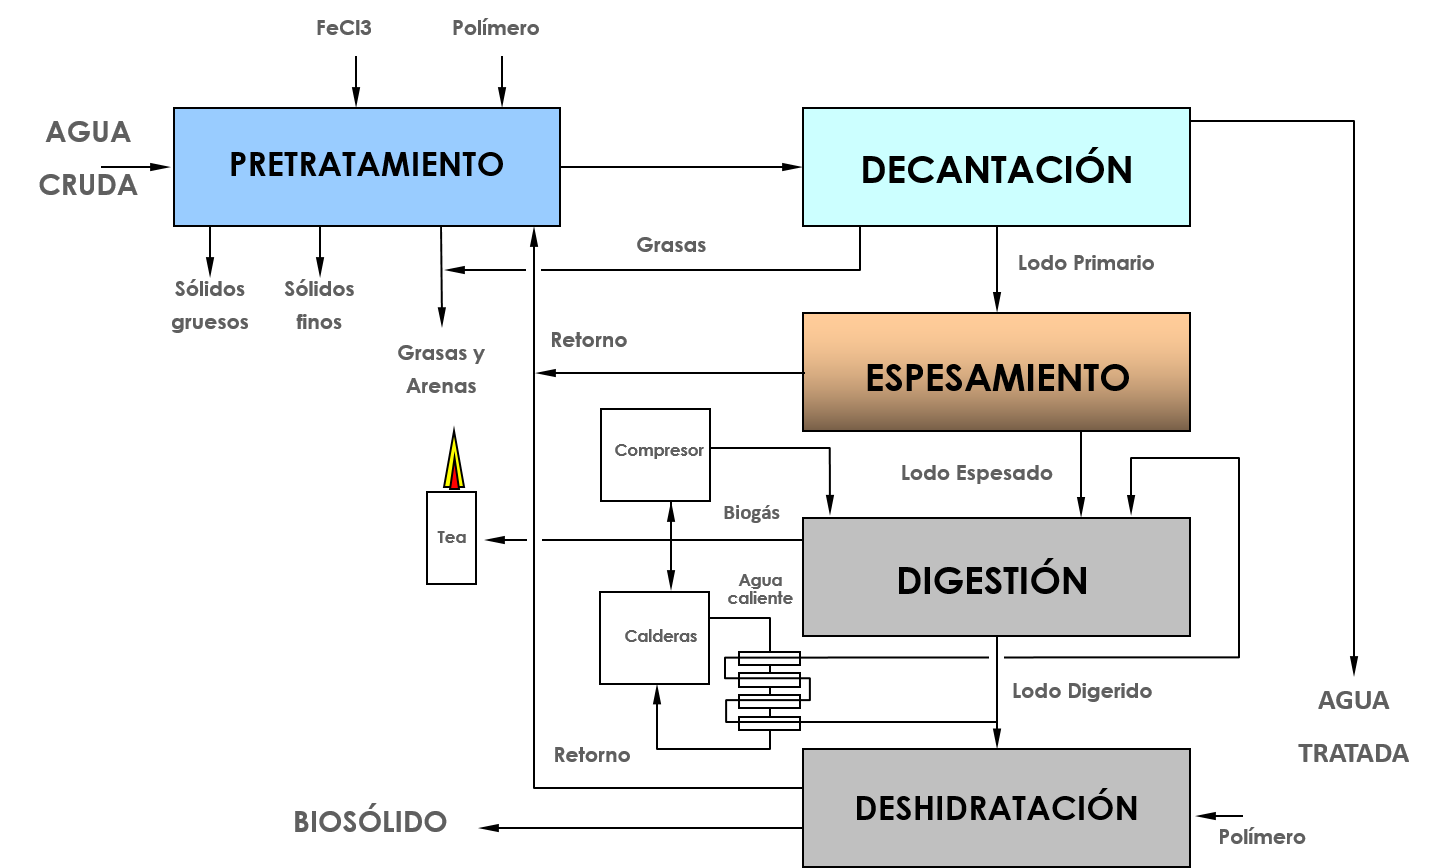 FeCl3
Polímero
AGUA
CRUDA
PRETRATAMIENTO
DECANTACIÓN
Grasas
Lodo Primario
Sólidos
gruesos
Sólidos
finos
Grasas y
Arenas
Retorno
ESPESAMIENTO
Compresor
Lodo Espesado
Biogás
Tea
DIGESTIÓN
Agua
caliente
Calderas
Lodo Digerido
AGUA
TRATADA
Retorno
DESHIDRATACIÓN
BIOSÓLIDO
Polímero